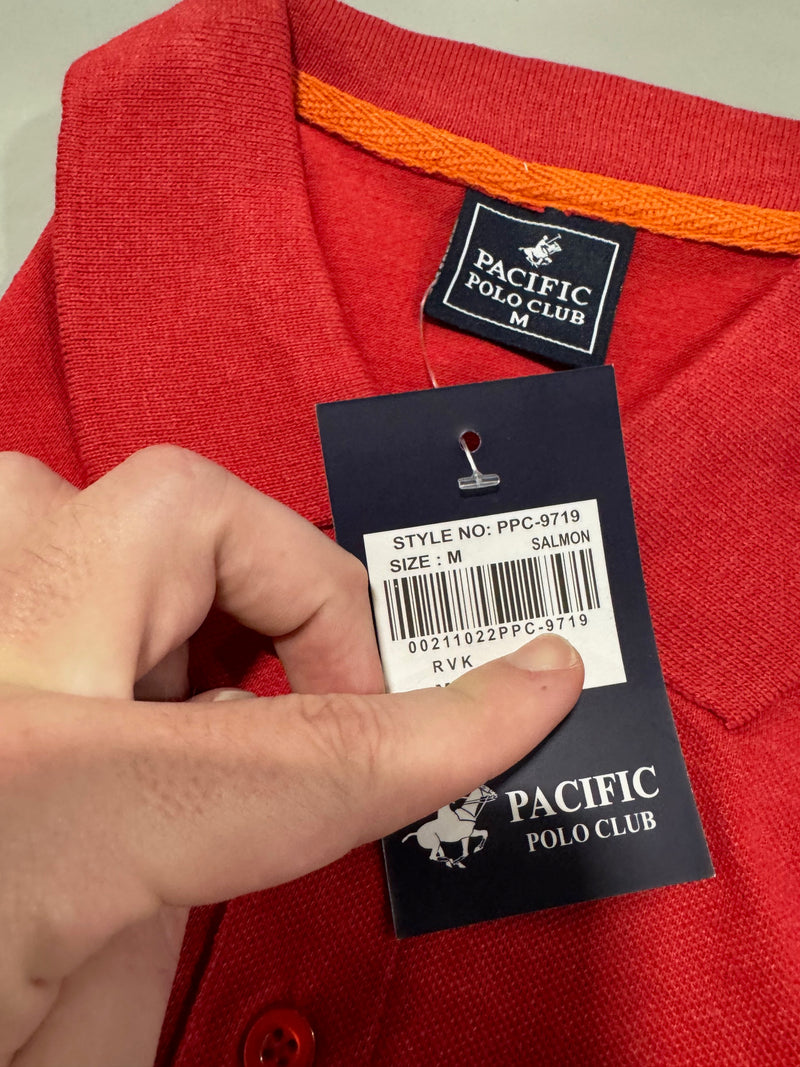 PACIFIC
POLO CLUB
M
STYLE NO: PPC-9719
SIZE : M SALMON
00211022PPC-9719
RVK
PACIFIC
POLO CLUB